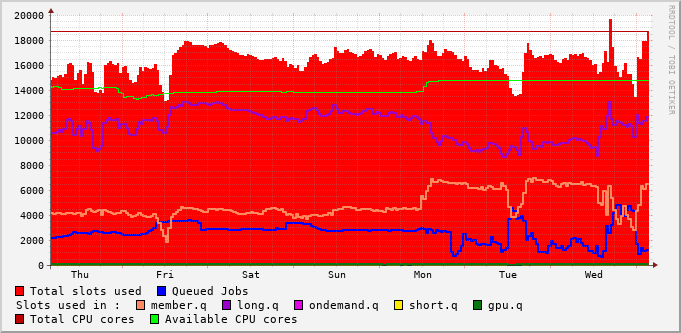 20000
18000
16000
14000
12000
10000
8000
6000
4000
2000
0
Thu Fri Sat Sun Mon Tue Wed
RRDTOOL / TOBI OETIKER
Total slots used Queued Jobs
Slots used in : member.q long.q ondemand.q short.q gpu.q
Total CPU cores Available CPU cores